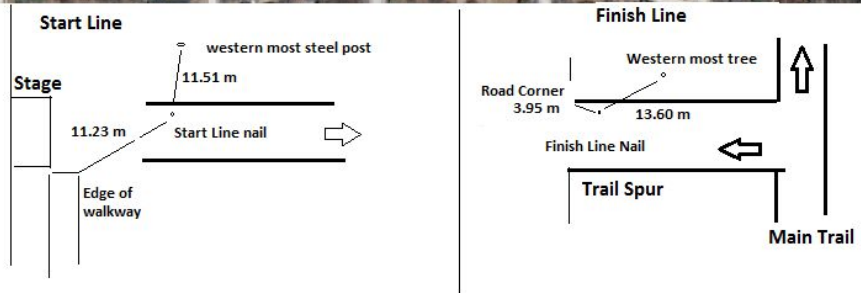 Start Line
western most steel post
11.51 m
Stage
11.23 m
Start Line nail
Edge of
walkway
Finish Line
Western most tree
Road Corner
3.95 m
13.60 m
Finish Line Nail
Trail Spur
Main Trail